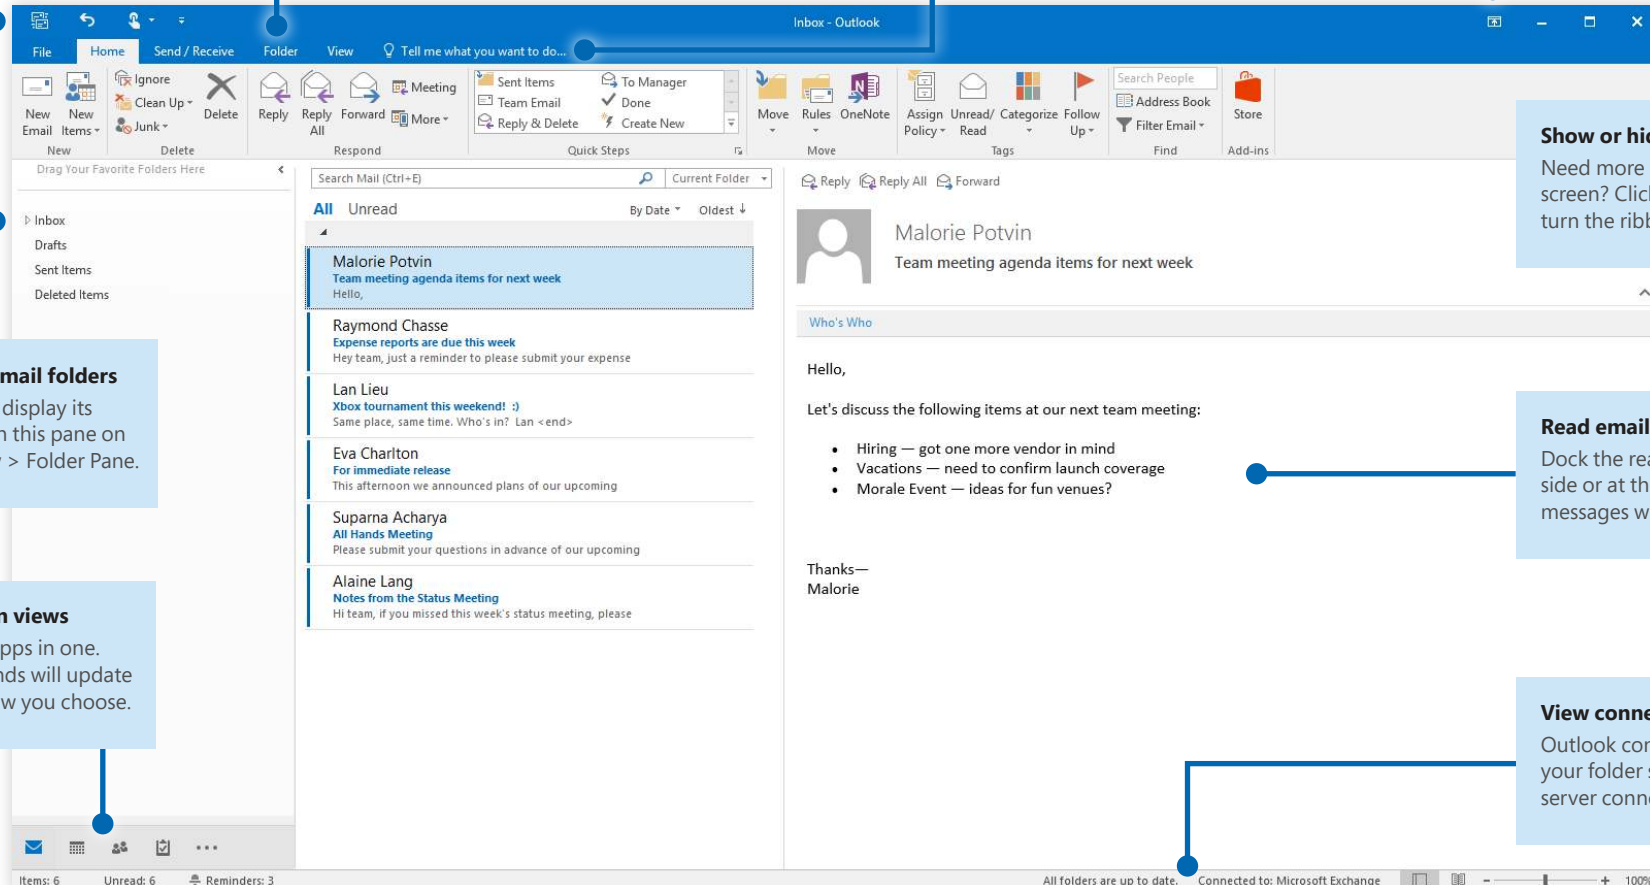 Inbox - Outlook
File Home Send / Receive Folder View Tell me what you want to do...
New Email
New Items
Ignore
Clean Up
Junk
Delete
Reply
Reply All
Forward
Meeting
More
Sent Items
Team Email
Reply & Delete
To Manager
Done
Create New
Move
Rules
OneNote
Assign Policy
Unread/ Read
Categorize
Follow Up
Search People
Address Book
Filter Email
Store
New Delete Respond Quick Steps Move Tags Find Add-ins
Drag Your Favorite Folders Here
Inbox
Drafts
Sent Items
Deleted Items
mail folders
display its
this pane on
> Folder Pane.
views
in one.
will update
you choose.
Items: 6 Unread: 6 Reminders: 3
Search Mail (Ctrl+E) Current Folder
All Unread By Date Oldest ↓
Malorie Potvin
Team meeting agenda items for next week
Hello,
Raymond Chasse
Expense reports are due this week
Hey team, just a reminder to please submit your expense
Lan Lieu
Xbox tournament this weekend! :)
Same place, same time. Who's in? Lan <end>
Eva Charlton
For immediate release
This afternoon we announced plans of our upcoming
Suparna Acharya
All Hands Meeting
Please submit your questions in advance of our upcoming
Alaine Lang
Notes from the Status Meeting
Hi team, if you missed this week's status meeting, please
Reply Reply All Forward
Malorie Potvin
Team meeting agenda items for next week
Who's Who
Hello,
Let's discuss the following items at our next team meeting:
• Hiring — got one more vendor in mind
• Vacations — need to confirm launch coverage
• Morale Event — ideas for fun venues?
Thanks—
Malorie
Show or
Need more
screen?
turn the
Read email
Dock the
side or at
messages
View
Outlook
your folder
server
All folders are up to date. Connected to: Microsoft Exchange 100%